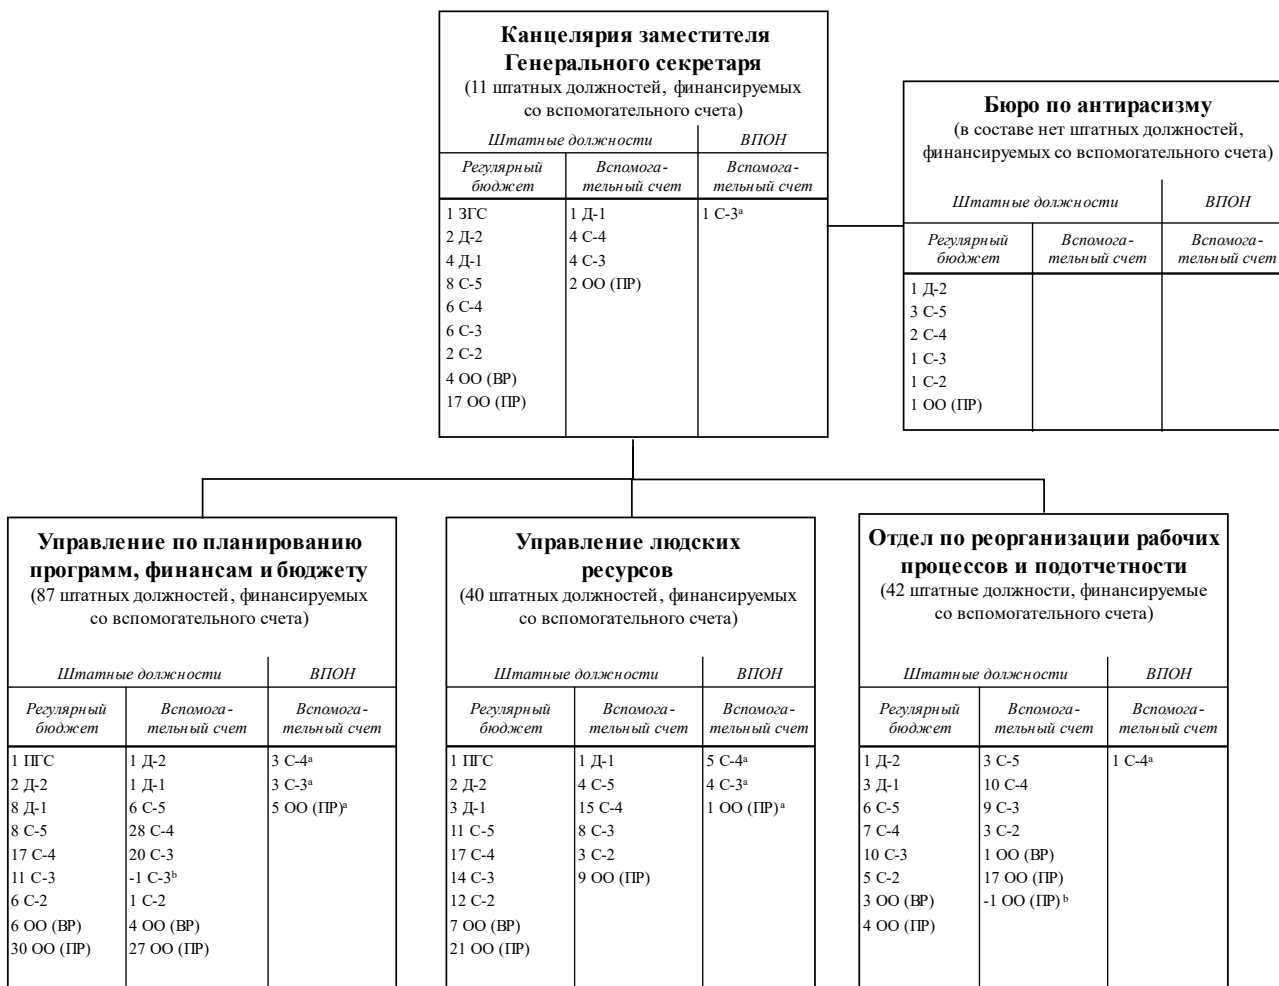 Канцелярия заместителя
Генерального секретаря
(11 штатных должностей, финансируемых
со вспомогательного счета)
Штатные должности ВПОН
Регулярный бюджет
Вспомога-тельный счет
Вспомога-тельный счет
1 ЗГС
2 Д-2
4 Д-1
8 С-5
6 С-4
6 С-3
2 С-2
4 ОО (ВР)
17 ОО (ПР)
1 Д-1
4 С-4
4 С-3
2 ОО (ПР)
1 С-3ᵃ
Бюро по антирасизму
(в составе нет штатных должностей,
финансируемых со вспомогательного счета)
Штатные должности ВПОН
Регулярный бюджет
Вспомога-тельный счет
Вспомога-тельный счет
1 Д-2
3 С-5
2 С-4
1 С-3
1 С-2
1 ОО (ПР)
Управление по планированию
программ, финансам и бюджету
(87 штатных должностей, финансируемых
со вспомогательного счета)
Штатные должности ВПОН
Регулярный бюджет
Вспомога-тельный счет
Вспомога-тельный счет
1 ПГС
2 Д-2
8 Д-1
8 С-5
17 С-4
11 С-3
6 С-2
6 ОО (ВР)
30 ОО (ПР)
1 Д-2
1 Д-1
6 С-5
28 С-4
20 С-3
-1 С-3ᵇ
1 С-2
4 ОО (ВР)
27 ОО (ПР)
3 С-4ᵃ
3 С-3ᵃ
5 ОО (ПР)ᵃ
Управление людских
ресурсов
(40 штатных должностей, финансируемых
со вспомогательного счета)
Штатные должности ВПОН
Регулярный бюджет
Вспомога-тельный счет
Вспомога-тельный счет
1 ПГС
2 Д-2
3 Д-1
11 С-5
17 С-4
14 С-3
12 С-2
7 ОО (ВР)
21 ОО (ПР)
1 Д-1
4 С-5
15 С-4
8 С-3
3 С-2
9 ОО (ПР)
5 С-4ᵃ
4 С-3ᵃ
1 ОО (ПР)ᵃ
Отдел по реорганизации рабочих
процессов и подотчетности
(42 штатные должности, финансируемые
со вспомогательного счета)
Штатные должности ВПОН
Регулярный бюджет
Вспомога-тельный счет
Вспомога-тельный счет
1 Д-2
3 Д-1
6 С-5
7 С-4
10 С-3
5 С-2
3 ОО (ВР)
4 ОО (ПР)
3 С-5
10 С-4
9 С-3
3 С-2
1 ОО (ВР)
17 ОО (ПР)
-1 ОО (ПР)ᵇ
1 С-4ᵃ